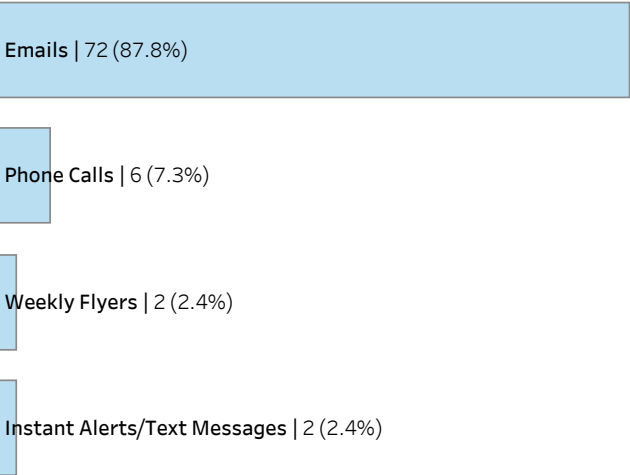 Emails | 72 (87.8%)
Phone Calls | 6 (7.3%)
Weekly Flyers | 2 (2.4%)
Instant Alerts/Text Messages | 2 (2.4%)